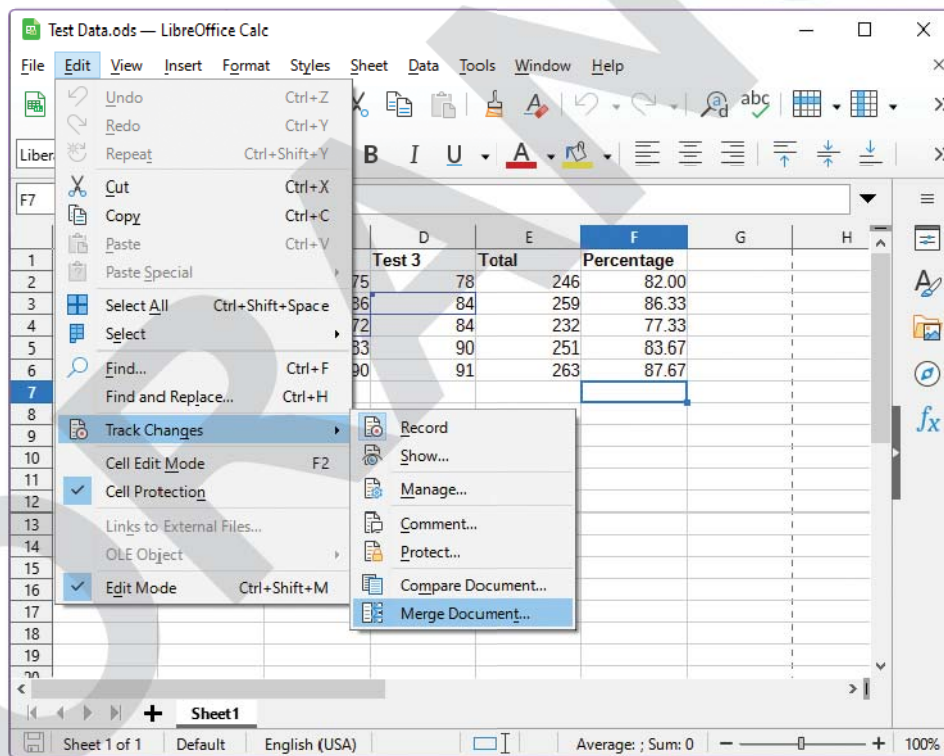 Test Data.ods — LibreOffice Calc
File Edit View Insert Format Styles Sheet Data Tools Window Help
Undo Ctrl+Z
Redo Ctrl+Y
Repeat Ctrl+Shift+Y
Liber
B I U A
Cut Ctrl+X
F7
Copy Ctrl+C
Paste Ctrl+V
Paste Special
Select All Ctrl+Shift+Space
Select
Find... Ctrl+F
Find and Replace... Ctrl+H
Track Changes
Cell Edit Mode F2
Cell Protection
Links to External Files...
OLE Object
Edit Mode Ctrl+Shift+M
Record
Show...
Manage...
Comment...
Protect...
Compare Document...
Merge Document...
D E F G H
1 Test 3 Total Percentage
2 75 78 246 82.00
3 86 84 259 86.33
4 72 84 232 77.33
5 83 90 251 83.67
6 90 91 263 87.67
7
8
9
10
11
12
13
14
15
16
17
18
19
20
fx
Sheet1
Sheet 1 of 1 Default English (USA) Average: ; Sum: 0 100%